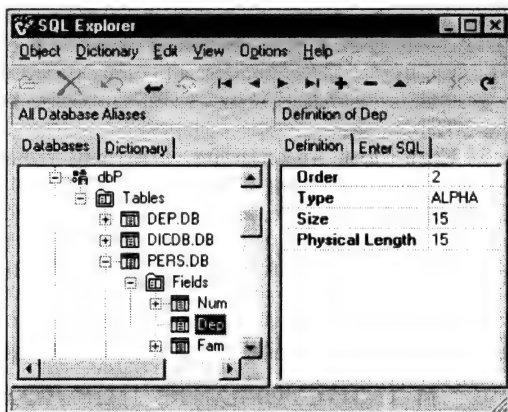 SQL Explorer
Object Dictionary Edit View Options Help
All Database Aliases
Definition of Dep
Databases Dictionary
Definition Enter SQL
dbP
Tables
DEP.DB
DICDB.DB
PERS.DB
Fields
Num
Dep
Fam
Order 2
Type ALPHA
Size 15
Physical Length 15